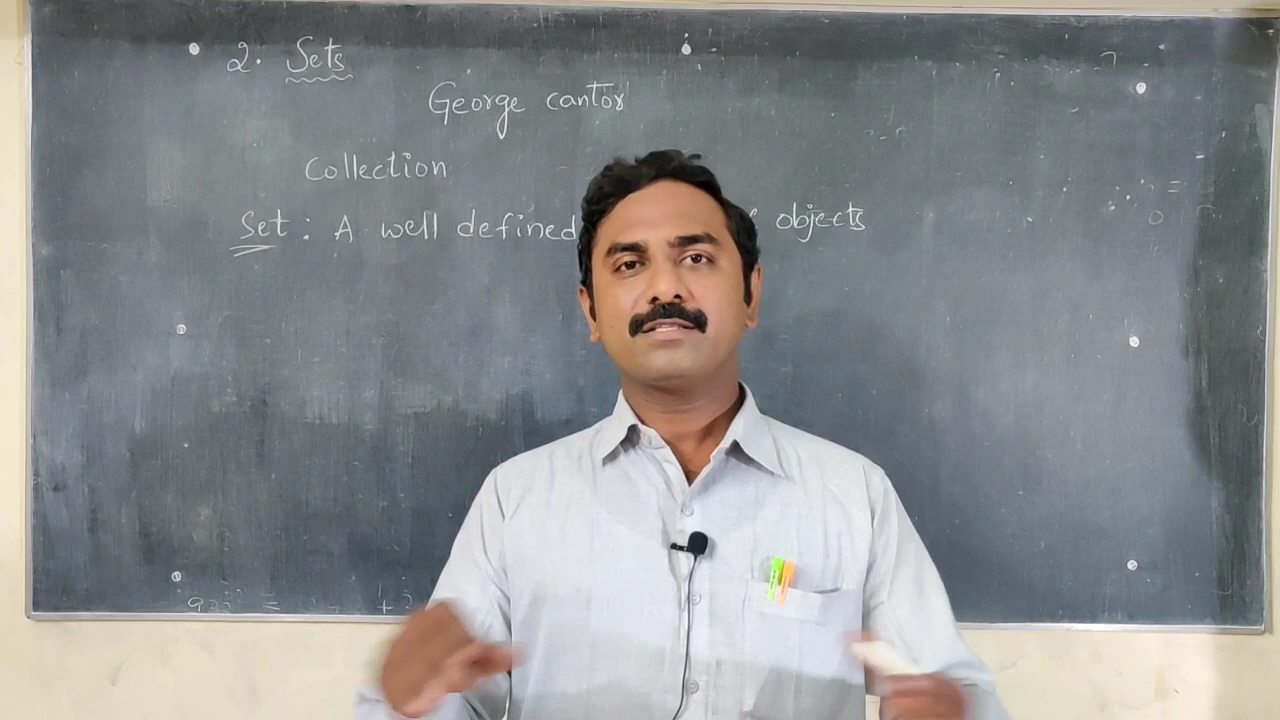 2. Sets
George cantor
Collection
Set : A well defined objects